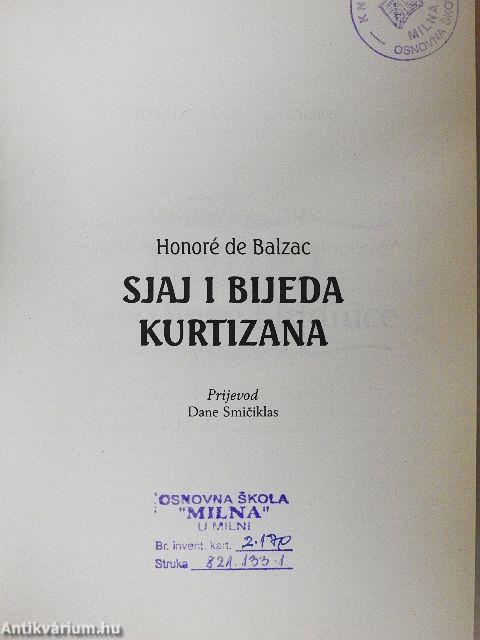 KN
MILNA
OSNOVNA ŠKO
Honoré de Balzac
SJAJ I BIJEDA
KURTIZANA
Prijevod
Dane Smičiklas
OSNOVNA ŠKOLA
"MILNA"
U MILNI
Br. invent. kart. 2.170
Struka 821.133.1
Antikvárium.hu